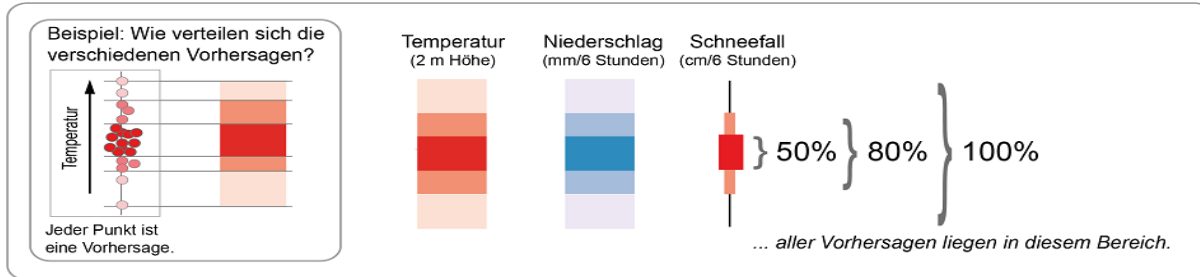 Beispiel: Wie verteilen sich die
verschiedenen Vorhersagen?
Temperatur
Jeder Punkt ist
eine Vorhersage.
Temperatur
(2 m Höhe)
Niederschlag
(mm/6 Stunden)
Schneefall
(cm/6 Stunden)
} 50% } 80% } 100%
... aller Vorhersagen liegen in diesem Bereich.